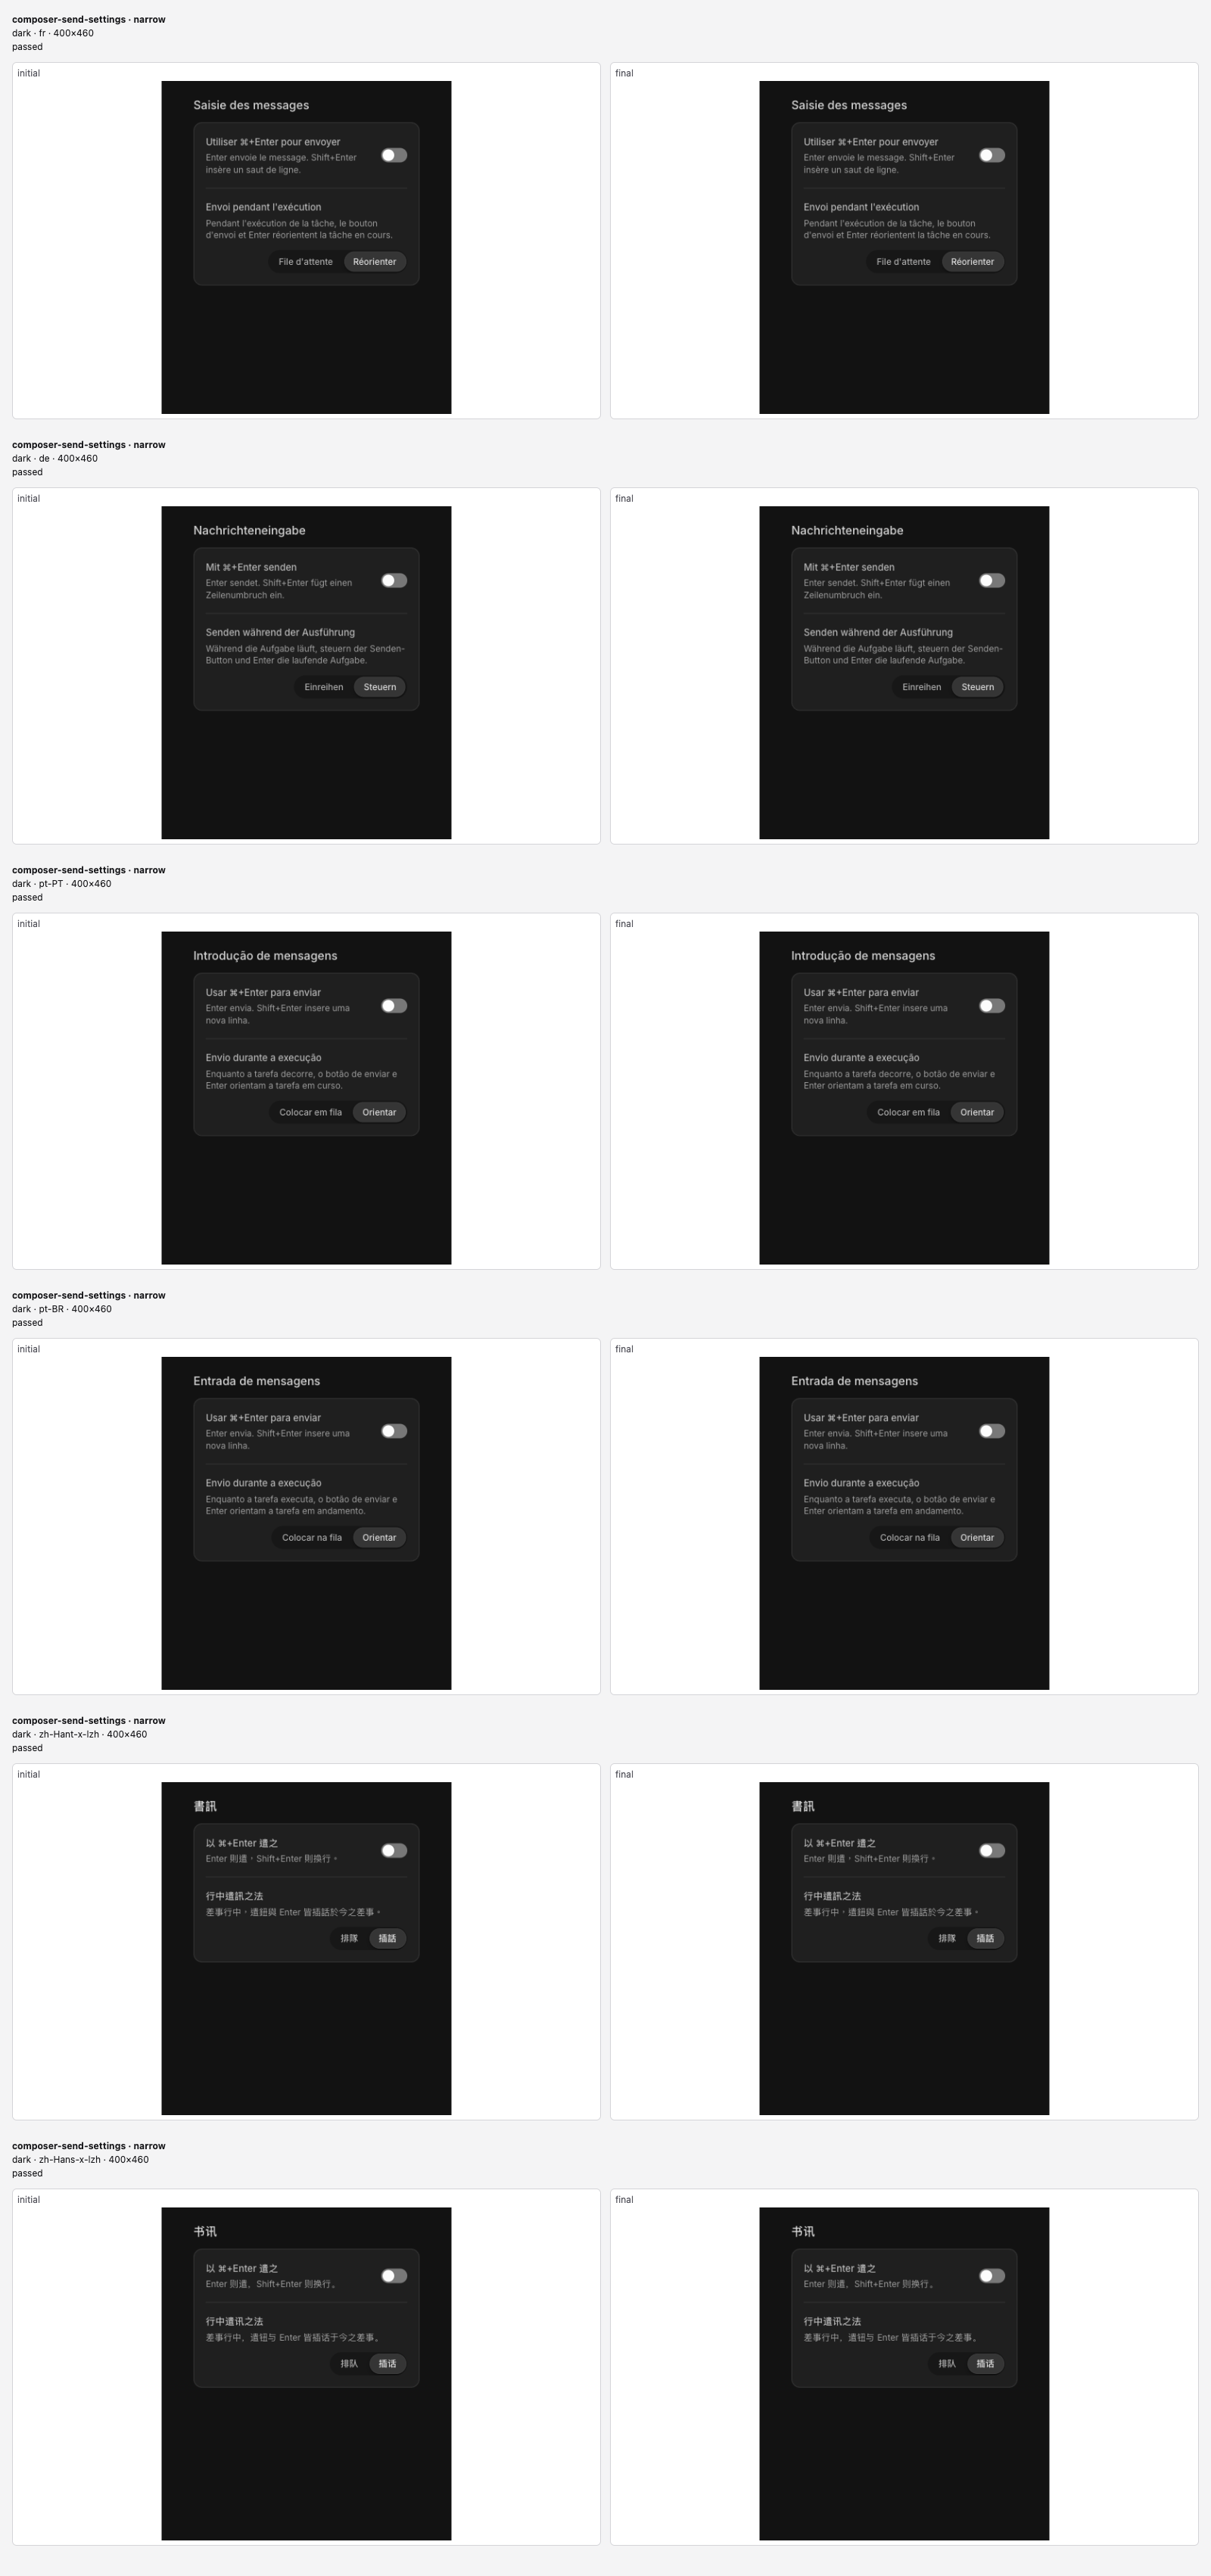 composer-send-settings · narrow
dark · fr · 400×460
passed
initial
Saisie des messages
Utiliser ⌘+Enter pour envoyer
Enter envoie le message. Shift+Enter
insère un saut de ligne.
Envoi pendant l'exécution
Pendant l'exécution de la tâche, le bouton
d'envoi et Enter réorientent la tâche en cours.
File d'attente
Réorienter
final
Saisie des messages
Utiliser ⌘+Enter pour envoyer
Enter envoie le message. Shift+Enter
insère un saut de ligne.
Envoi pendant l'exécution
Pendant l'exécution de la tâche, le bouton
d'envoi et Enter réorientent la tâche en cours.
File d'attente
Réorienter
composer-send-settings · narrow
dark · de · 400×460
passed
initial
Nachrichteneingabe
Mit ⌘+Enter senden
Enter sendet. Shift+Enter fügt einen
Zeilenumbruch ein.
Senden während der Ausführung
Während die Aufgabe läuft, steuern der Senden-
Button und Enter die laufende Aufgabe.
Einreihen
Steuern
final
Nachrichteneingabe
Mit ⌘+Enter senden
Enter sendet. Shift+Enter fügt einen
Zeilenumbruch ein.
Senden während der Ausführung
Während die Aufgabe läuft, steuern der Senden-
Button und Enter die laufende Aufgabe.
Einreihen
Steuern
composer-send-settings · narrow
dark · pt-PT · 400×460
passed
initial
Introdução de mensagens
Usar ⌘+Enter para enviar
Enter envia. Shift+Enter insere uma
nova linha.
Envio durante a execução
Enquanto a tarefa decorre, o botão de enviar e
Enter orientam a tarefa em curso.
Colocar em fila
Orientar
final
Introdução de mensagens
Usar ⌘+Enter para enviar
Enter envia. Shift+Enter insere uma
nova linha.
Envio durante a execução
Enquanto a tarefa decorre, o botão de enviar e
Enter orientam a tarefa em curso.
Colocar em fila
Orientar
composer-send-settings · narrow
dark · pt-BR · 400×460
passed
initial
Entrada de mensagens
Usar ⌘+Enter para enviar
Enter envia. Shift+Enter insere uma
nova linha.
Envio durante a execução
Enquanto a tarefa executa, o botão de enviar e
Enter orientam a tarefa em andamento.
Colocar na fila
Orientar
final
Entrada de mensagens
Usar ⌘+Enter para enviar
Enter envia. Shift+Enter insere uma
nova linha.
Envio durante a execução
Enquanto a tarefa executa, o botão de enviar e
Enter orientam a tarefa em andamento.
Colocar na fila
Orientar
composer-send-settings · narrow
dark · zh-Hant-x-lzh · 400×460
passed
initial
書訊
以 ⌘+Enter 遣之
Enter 則遣，Shift+Enter 則換行。
行中遣訊之法
差事行中，遣鈕與 Enter 皆插話於今之差事。
排隊
插話
final
書訊
以 ⌘+Enter 遣之
Enter 則遣，Shift+Enter 則換行。
行中遣訊之法
差事行中，遣鈕與 Enter 皆插話於今之差事。
排隊
插話
composer-send-settings · narrow
dark · zh-Hans-x-lzh · 400×460
passed
initial
书讯
以 ⌘+Enter 遣之
Enter 则遣，Shift+Enter 则换行。
行中遣讯之法
差事行中，遣钮与 Enter 皆插话于今之差事。
排队
插话
final
书讯
以 ⌘+Enter 遣之
Enter 则遣，Shift+Enter 则换行。
行中遣讯之法
差事行中，遣钮与 Enter 皆插话于今之差事。
排队
插话